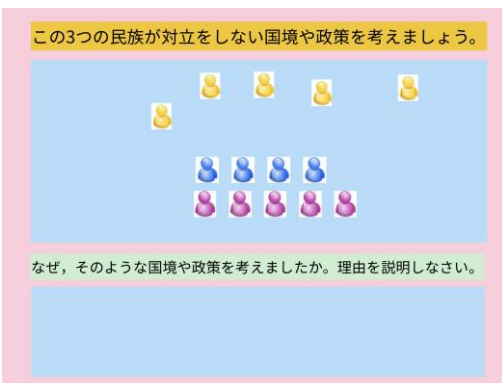 この3つの民族が対立をしない国境や政策を考えましょう。
なぜ，そのような国境や政策を考えましたか。理由を説明しなさい。